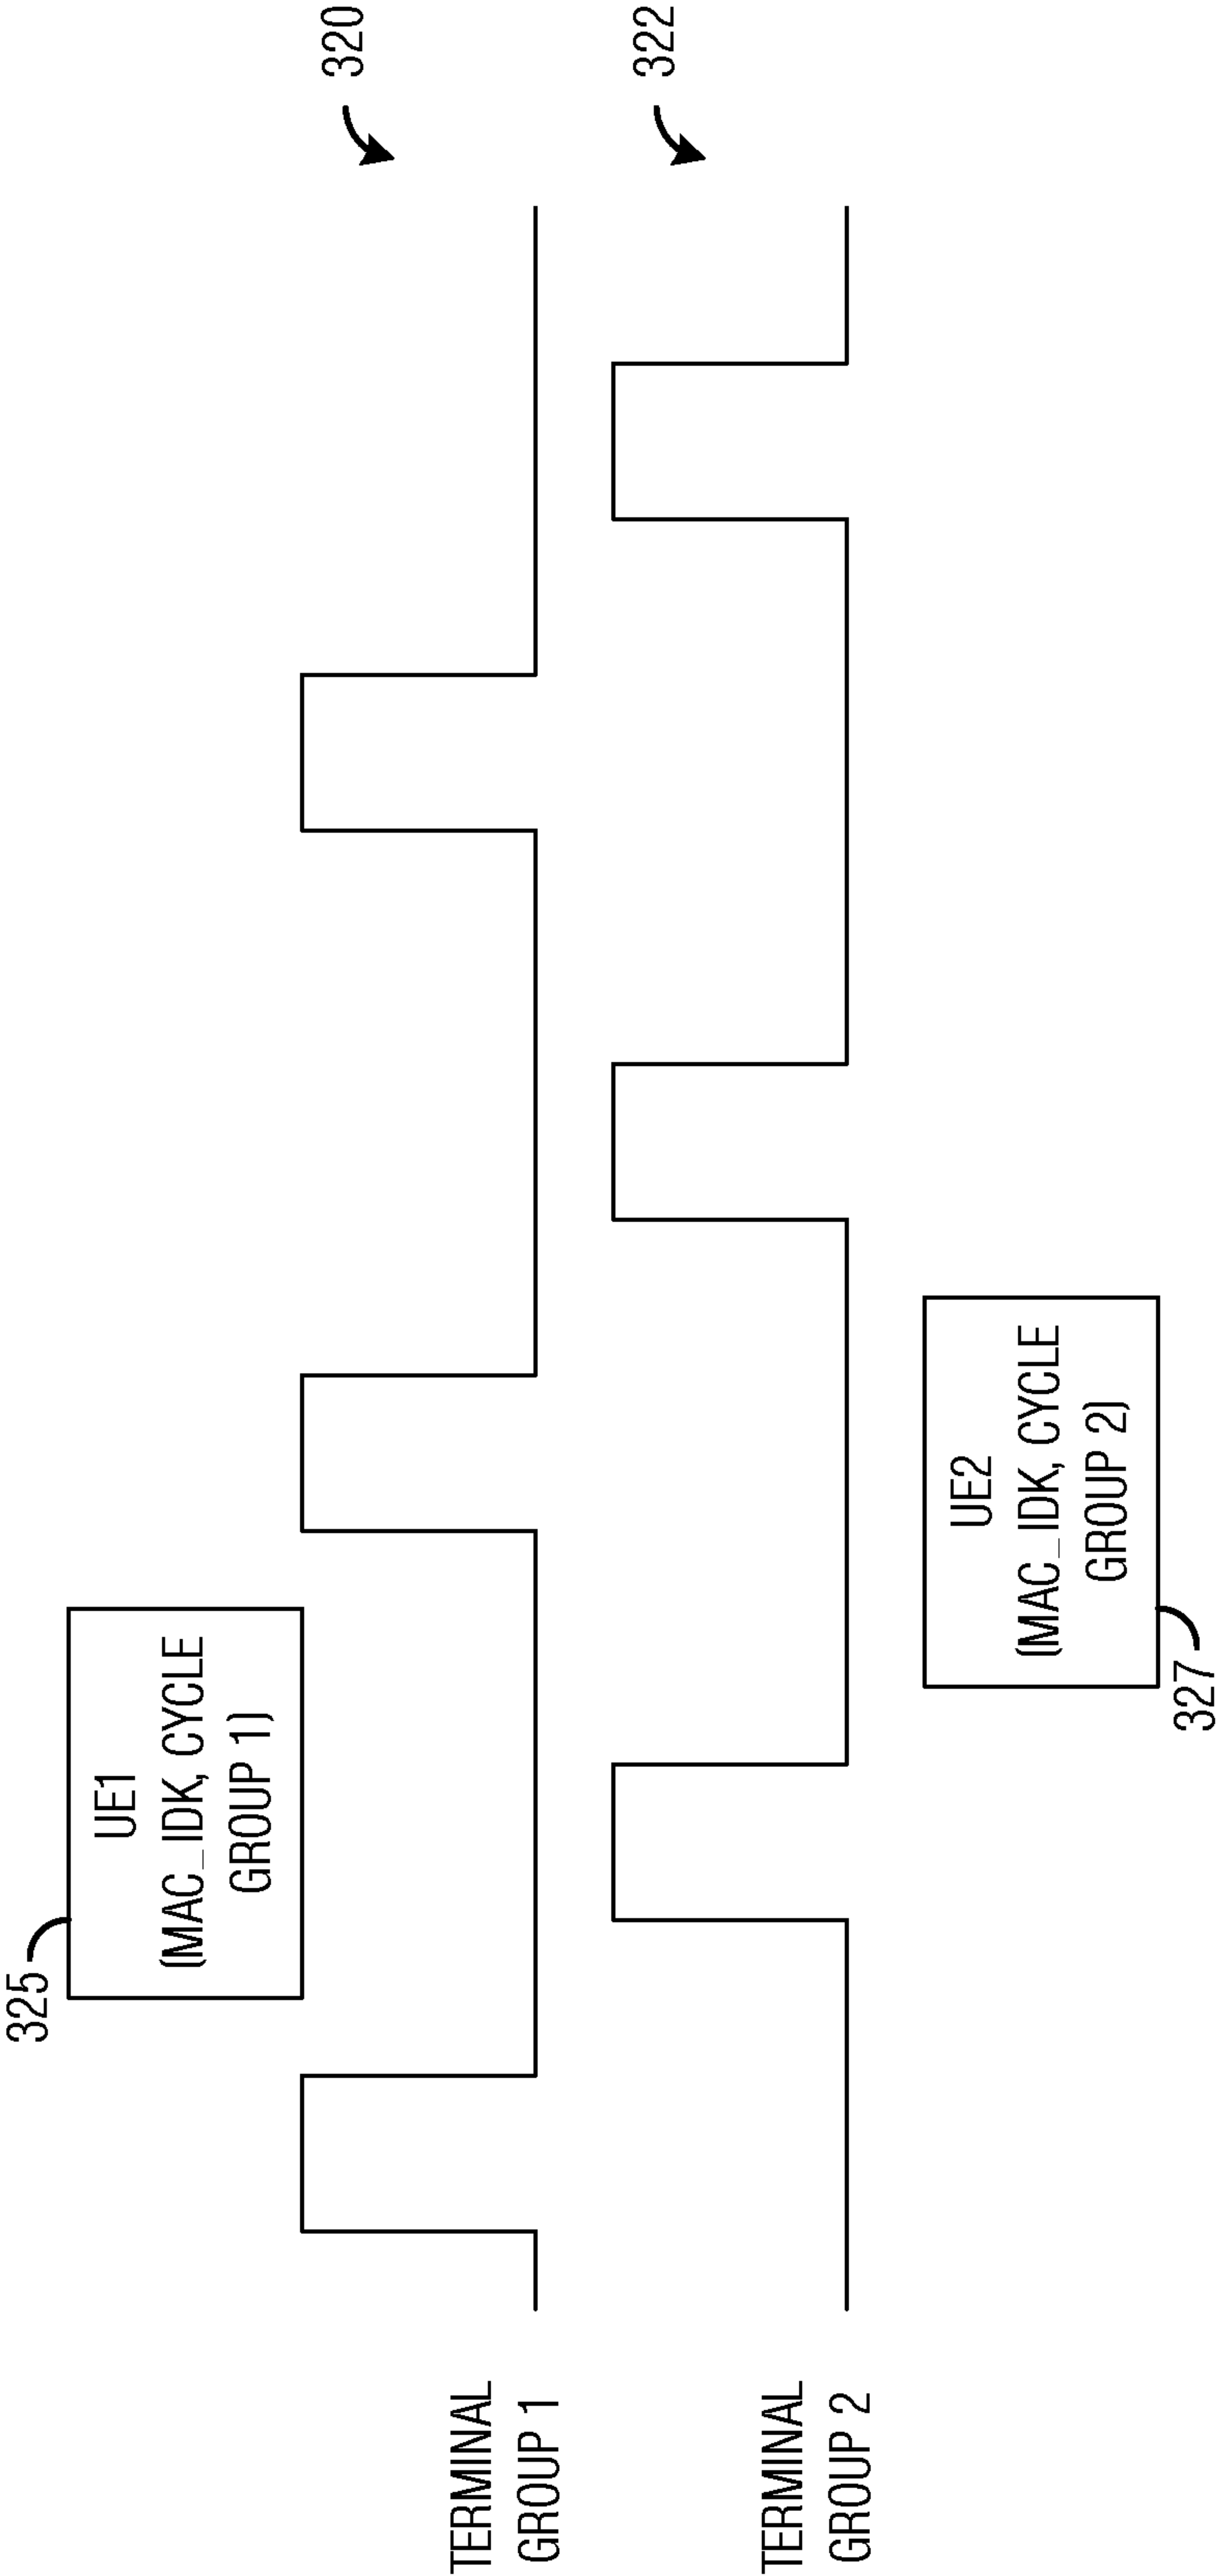 325
UE1
(MAC_IDK, CYCLE
GROUP 1)
320
TERMINAL
GROUP 1
322
TERMINAL
GROUP 2
UE2
(MAC_IDK, CYCLE
GROUP 2)
327